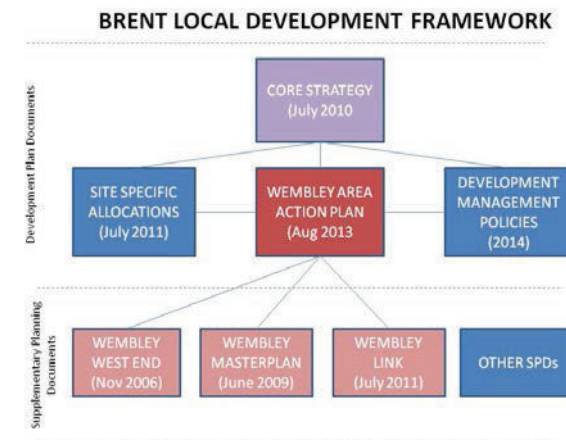 BRENT LOCAL DEVELOPMENT FRAMEWORK
Development Plan Documents
CORE STRATEGY
(July 2010
SITE SPECIFIC
ALLOCATIONS
(July 2011)
WEMBLEY AREA
ACTION PLAN
(Aug 2013
DEVELOPMENT
MANAGEMENT
POLICIES
(2014)
Supplementary Planning
Documents
WEMBLEY
WEST END
(Nov 2006)
WEMBLEY
MASTERPLAN
(June 2009)
WEMBLEY
LINK
(July 2011)
OTHER SPDs